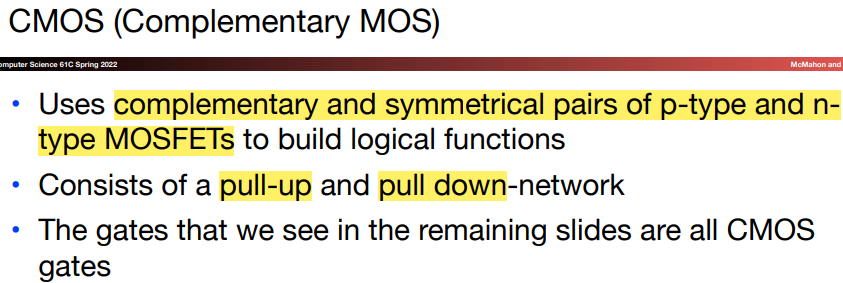 CMOS (Complementary MOS)
omputer Science 61C Spring 2022 McMahon and
• Uses complementary and symmetrical pairs of p-type and n-
type MOSFETs to build logical functions
• Consists of a pull-up and pull down-network
• The gates that we see in the remaining slides are all CMOS
gates